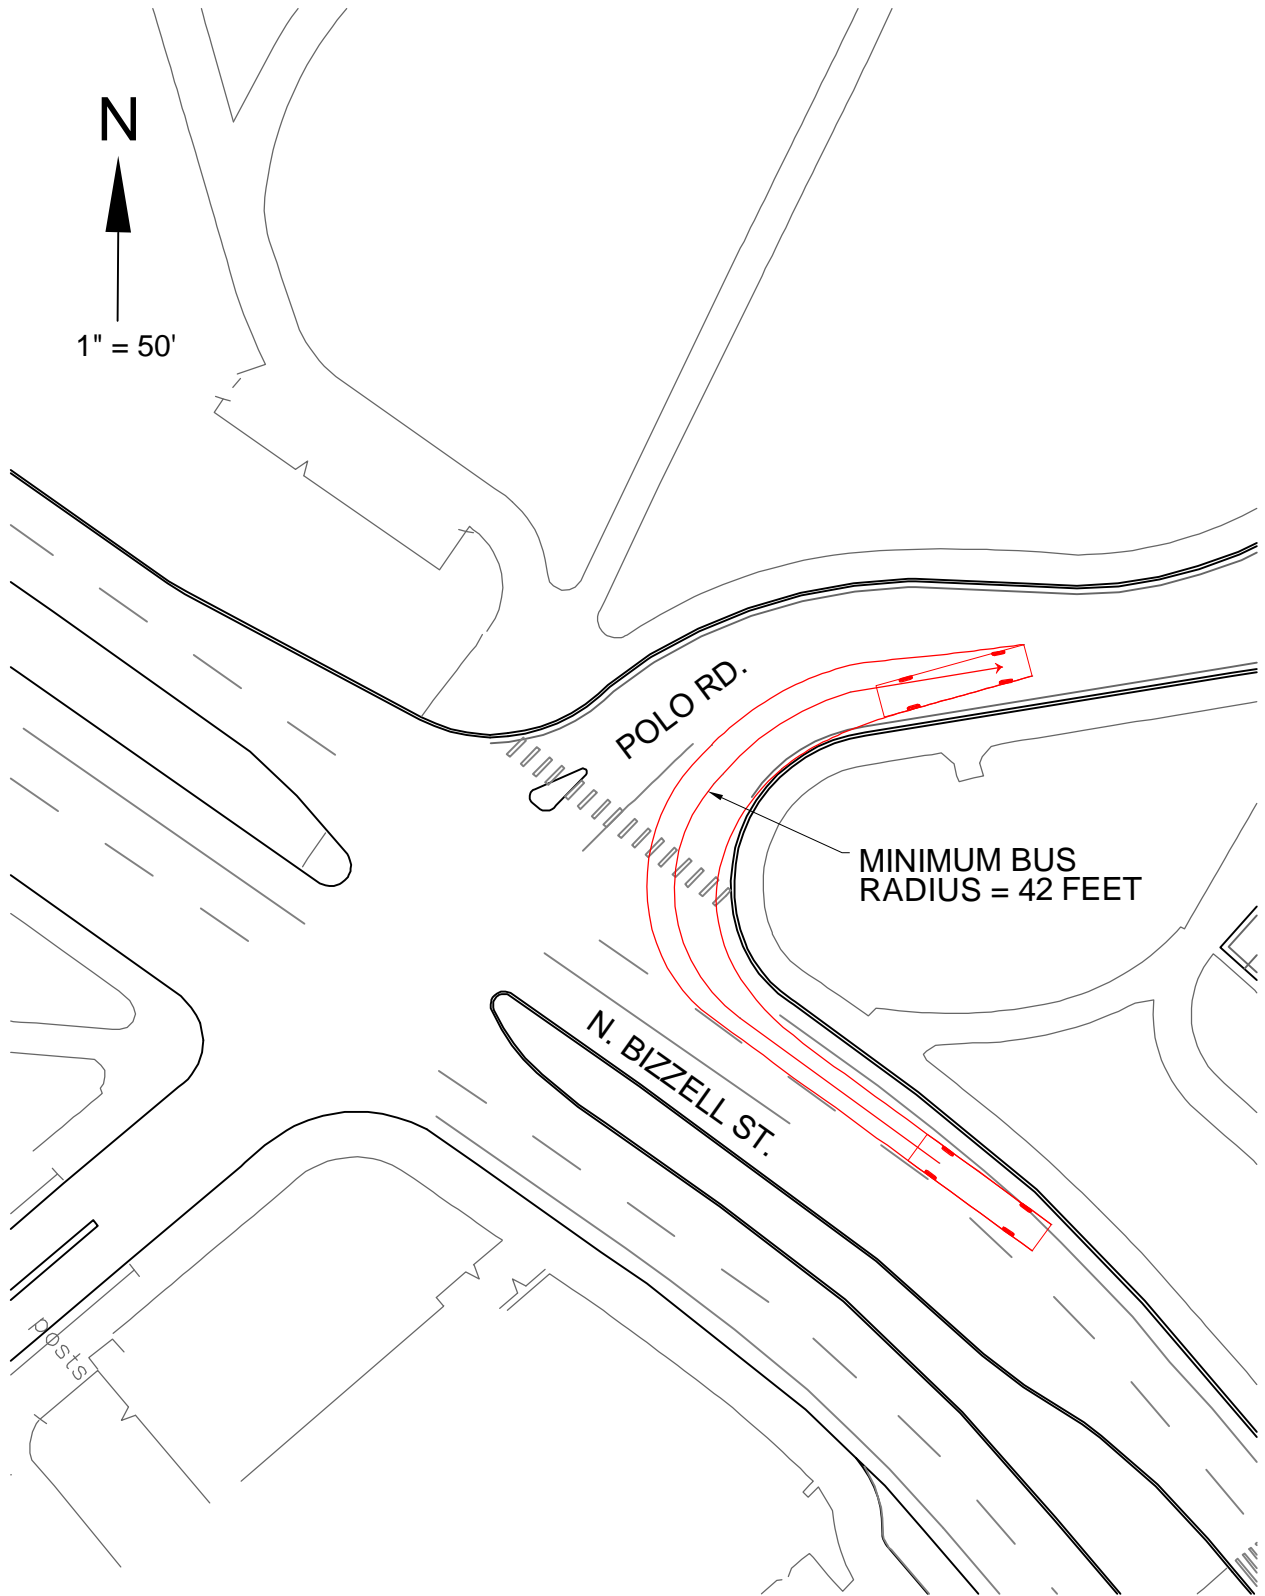 N
1" = 50'
POLO RD.
MINIMUM BUS
RADIUS = 42 FEET
N. BIZZELL ST.
posts